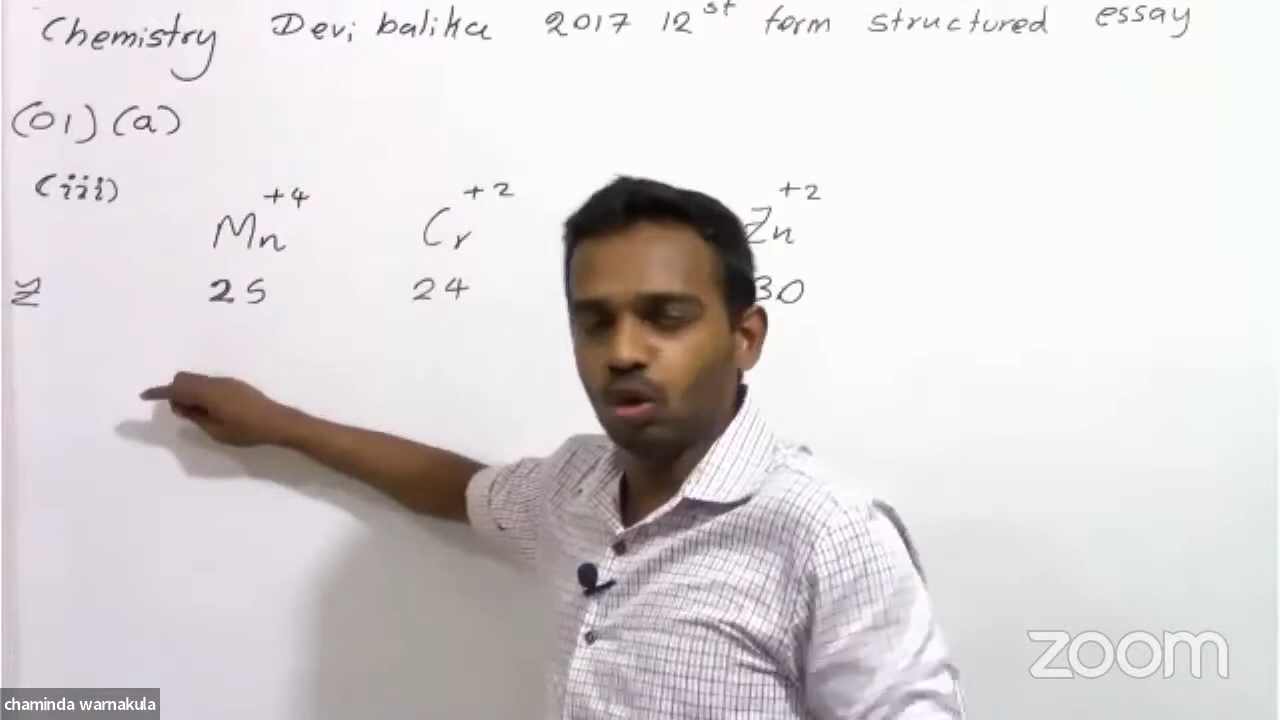 Chemistry Devi balika 2017 12st term structured essay
(01) (a)
(iii) Mn+4 Cr+2 Zn+2
Z 25 24 30
zoom
chaminda warnakula